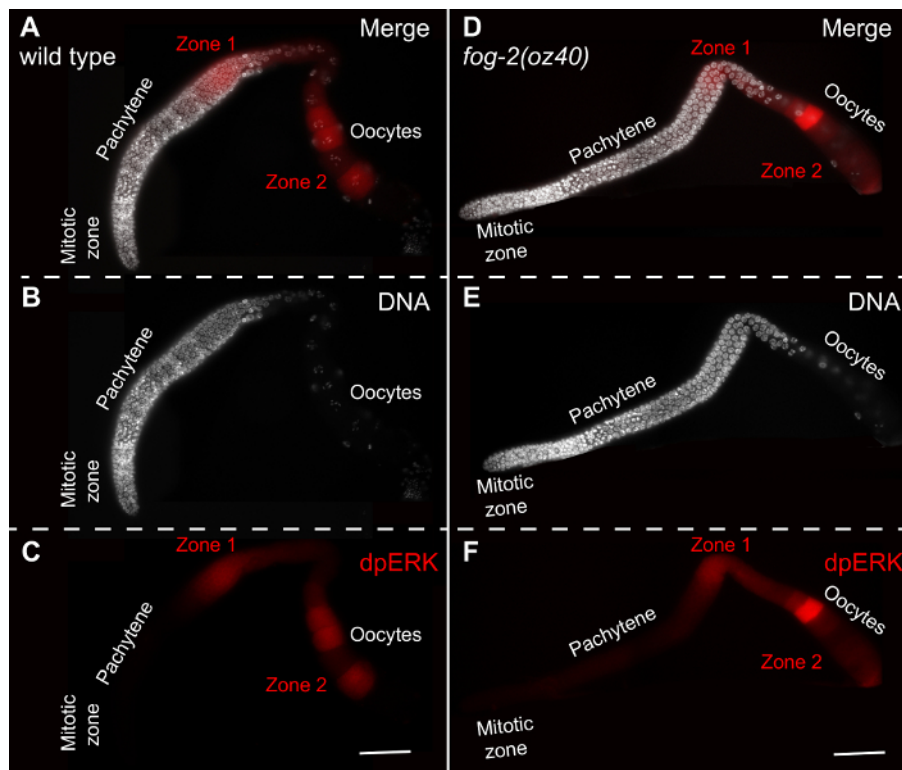 A
wild type
Zone 1
Merge
Pachytene
Oocytes
Zone 2
Mitotic
zone
D
fog-2(oz40)
Zone 1
Merge
Oocytes
Pachytene
Zone 2
Mitotic
zone
B
DNA
Pachytene
Oocytes
Mitotic
zone
E
DNA
Oocytes
Pachytene
Mitotic
zone
C
Zone 1
dpERK
Pachytene
Oocytes
Zone 2
Mitotic
zone
F
Zone 1
dpERK
Oocytes
Pachytene
Zone 2
Mitotic
zone